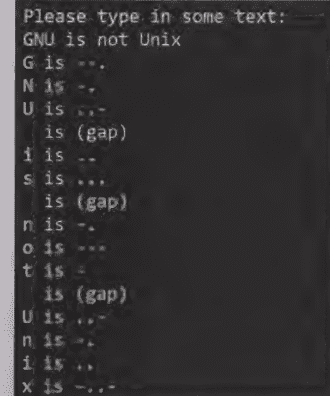 Please type in some text:
GNU is not Unix
G is --.
N is -.
U is ..-
  is (gap)
i is ..
s is ...
  is (gap)
n is -.
o is ---
t is -
  is (gap)
U is ..-
n is -.
i is ..
x is -..-